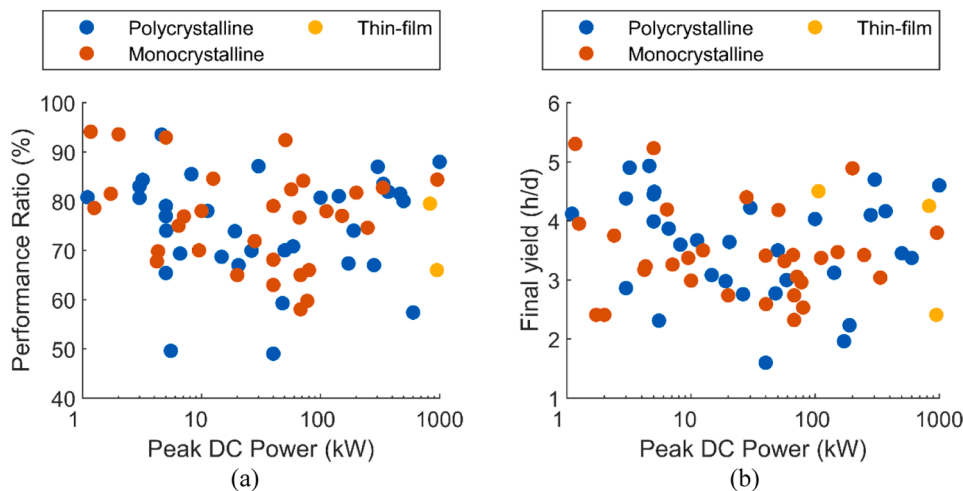 Polycrystalline
Thin-film
Monocrystalline
Performance Ratio (%)
100
90
80
70
60
50
40
1
10
100
1000
Peak DC Power (kW)
(a)
Polycrystalline
Thin-film
Monocrystalline
Final yield (h/d)
6
5
4
3
2
1
1
10
100
1000
Peak DC Power (kW)
(b)